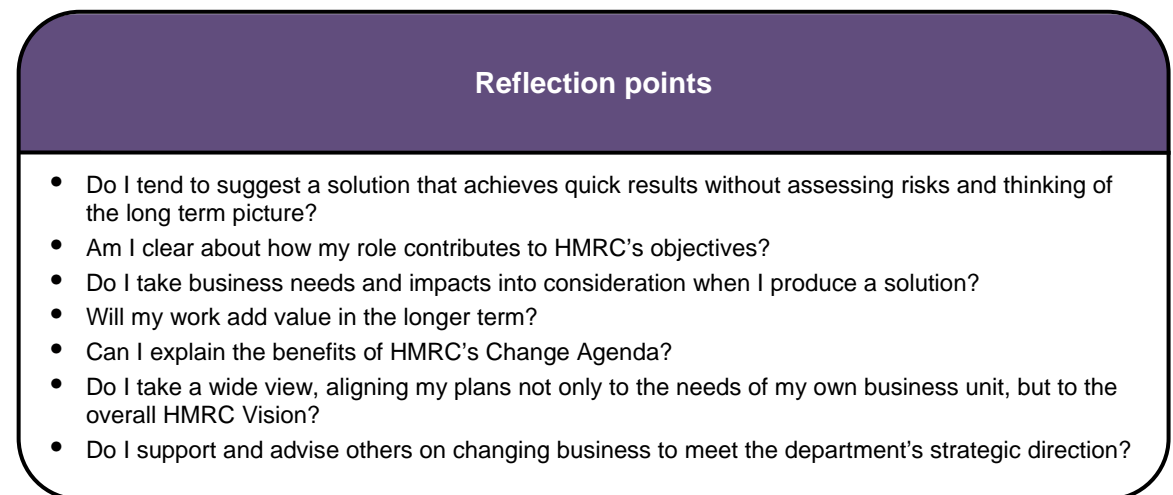 Reflection points
• Do I tend to suggest a solution that achieves quick results without assessing risks and thinking of
the long term picture?
• Am I clear about how my role contributes to HMRC’s objectives?
• Do I take business needs and impacts into consideration when I produce a solution?
• Will my work add value in the longer term?
• Can I explain the benefits of HMRC’s Change Agenda?
• Do I take a wide view, aligning my plans not only to the needs of my own business unit, but to the
overall HMRC Vision?
• Do I support and advise others on changing business to meet the department’s strategic direction?